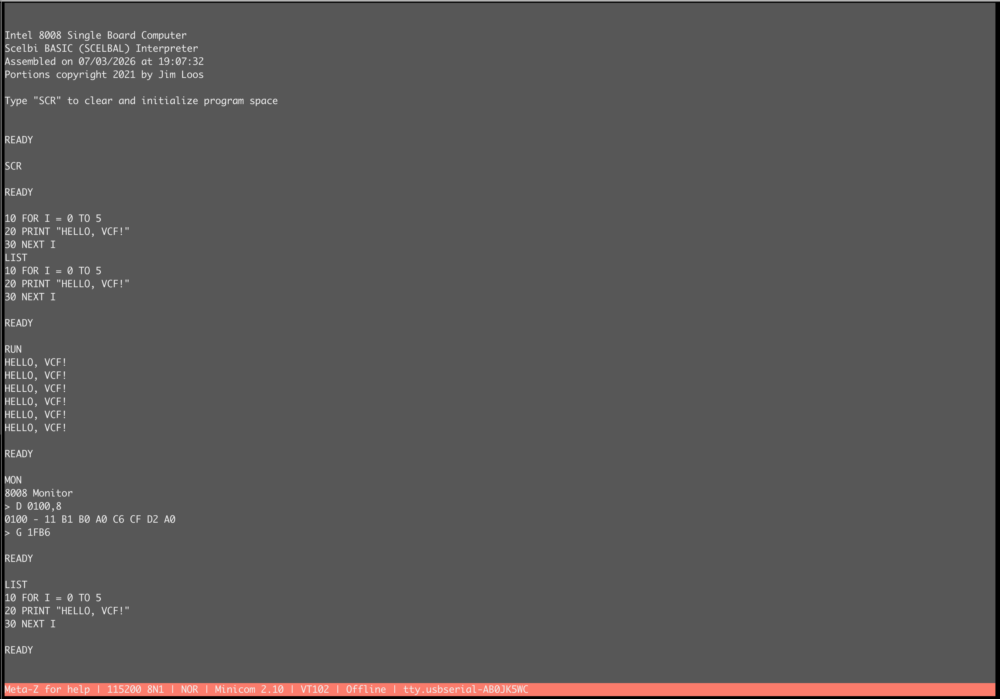 Intel 8008 Single Board Computer
Scelbi BASIC (SCELBAL) Interpreter
Assembled on 07/03/2026 at 19:07:32
Portions copyright 2021 by Jim Loos
Type "SCR" to clear and initialize program space
READY
SCR
READY
10 FOR I = 0 TO 5
20 PRINT "HELLO, VCF!"
30 NEXT I
LIST
10 FOR I = 0 TO 5
20 PRINT "HELLO, VCF!"
30 NEXT I
READY
RUN
HELLO, VCF!
HELLO, VCF!
HELLO, VCF!
HELLO, VCF!
HELLO, VCF!
HELLO, VCF!
READY
MON
8008 Monitor
> D 0100,8
0100 - 11 B1 B0 A0 C6 CF D2 A0
> G 1FB6
READY
LIST
10 FOR I = 0 TO 5
20 PRINT "HELLO, VCF!"
30 NEXT I
READY
Meta-Z for help | 115200 8N1 | NOR | Minicom 2.10 | VT102 | Offline | tty.usbserial-AB0JK5WC